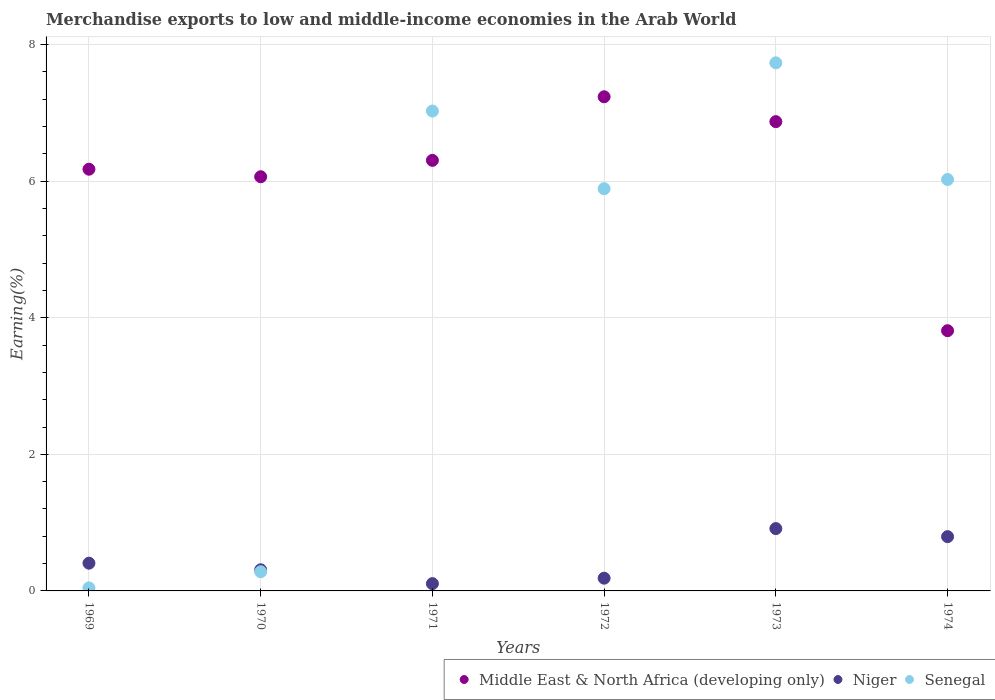 Merchandise exports to low and middle-income economies in the Arab World
Earning(%)
8
6
4
2
0
1969
1970
1971
1972
1973
1974
Years
Middle East & North Africa (developing only)
Niger
Senegal